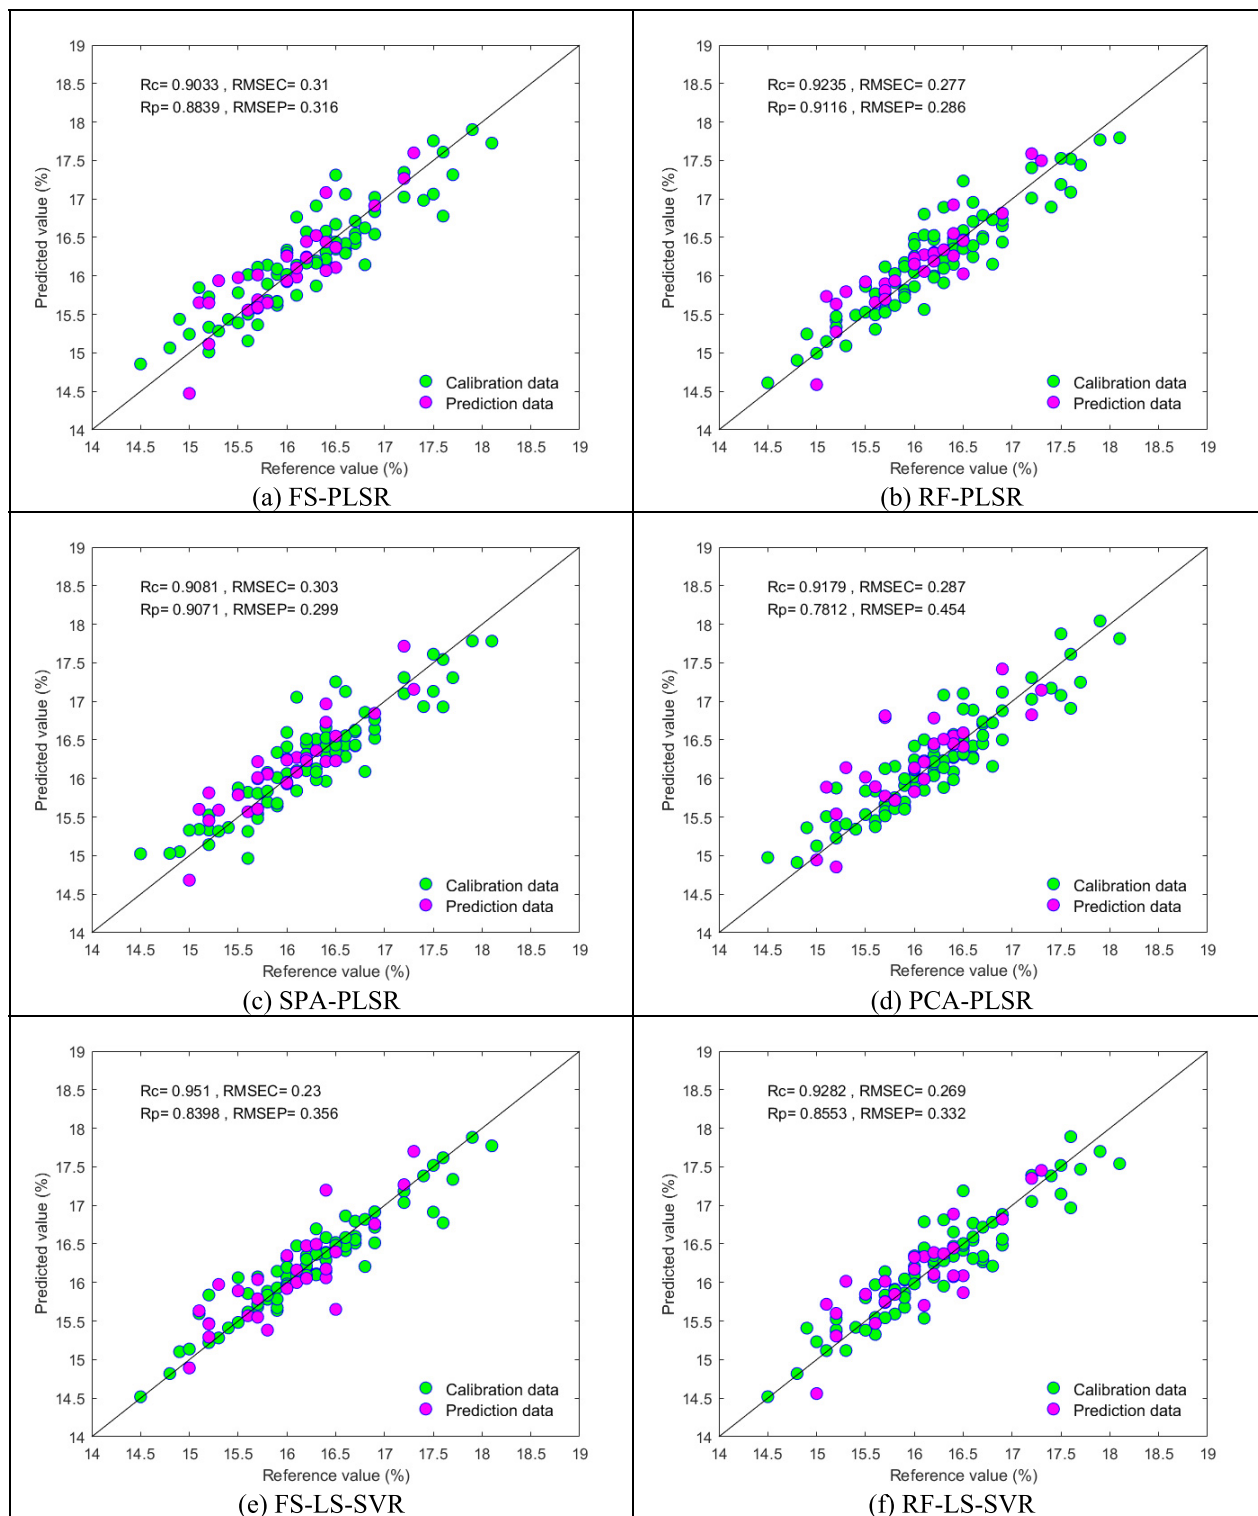 19
18.5
18
17.5
17
16.5
16
15.5
15
14.5
14
Predicted value (%)
Rc= 0.9033 , RMSEC= 0.31
Rp= 0.8839 , RMSEP= 0.316
Calibration data
Prediction data
14 14.5 15 15.5 16 16.5 17 17.5 18 18.5 19
Reference value (%)
(a) FS-PLSR
19
18.5
18
17.5
17
16.5
16
15.5
15
14.5
14
Predicted value (%)
Rc= 0.9235 , RMSEC= 0.277
Rp= 0.9116 , RMSEP= 0.286
Calibration data
Prediction data
14 14.5 15 15.5 16 16.5 17 17.5 18 18.5 19
Reference value (%)
(b) RF-PLSR
19
18.5
18
17.5
17
16.5
16
15.5
15
14.5
14
Predicted value (%)
Rc= 0.9081 , RMSEC= 0.303
Rp= 0.9071 , RMSEP= 0.299
Calibration data
Prediction data
14 14.5 15 15.5 16 16.5 17 17.5 18 18.5 19
Reference value (%)
(c) SPA-PLSR
19
18.5
18
17.5
17
16.5
16
15.5
15
14.5
14
Predicted value (%)
Rc= 0.9179 , RMSEC= 0.287
Rp= 0.7812 , RMSEP= 0.454
Calibration data
Prediction data
14 14.5 15 15.5 16 16.5 17 17.5 18 18.5 19
Reference value (%)
(d) PCA-PLSR
19
18.5
18
17.5
17
16.5
16
15.5
15
14.5
14
Predicted value (%)
Rc= 0.951 , RMSEC= 0.23
Rp= 0.8398 , RMSEP= 0.356
Calibration data
Prediction data
14 14.5 15 15.5 16 16.5 17 17.5 18 18.5 19
Reference value (%)
(e) FS-LS-SVR
19
18.5
18
17.5
17
16.5
16
15.5
15
14.5
14
Predicted value (%)
Rc= 0.9282 , RMSEC= 0.269
Rp= 0.8553 , RMSEP= 0.332
Calibration data
Prediction data
14 14.5 15 15.5 16 16.5 17 17.5 18 18.5 19
Reference value (%)
(f) RF-LS-SVR